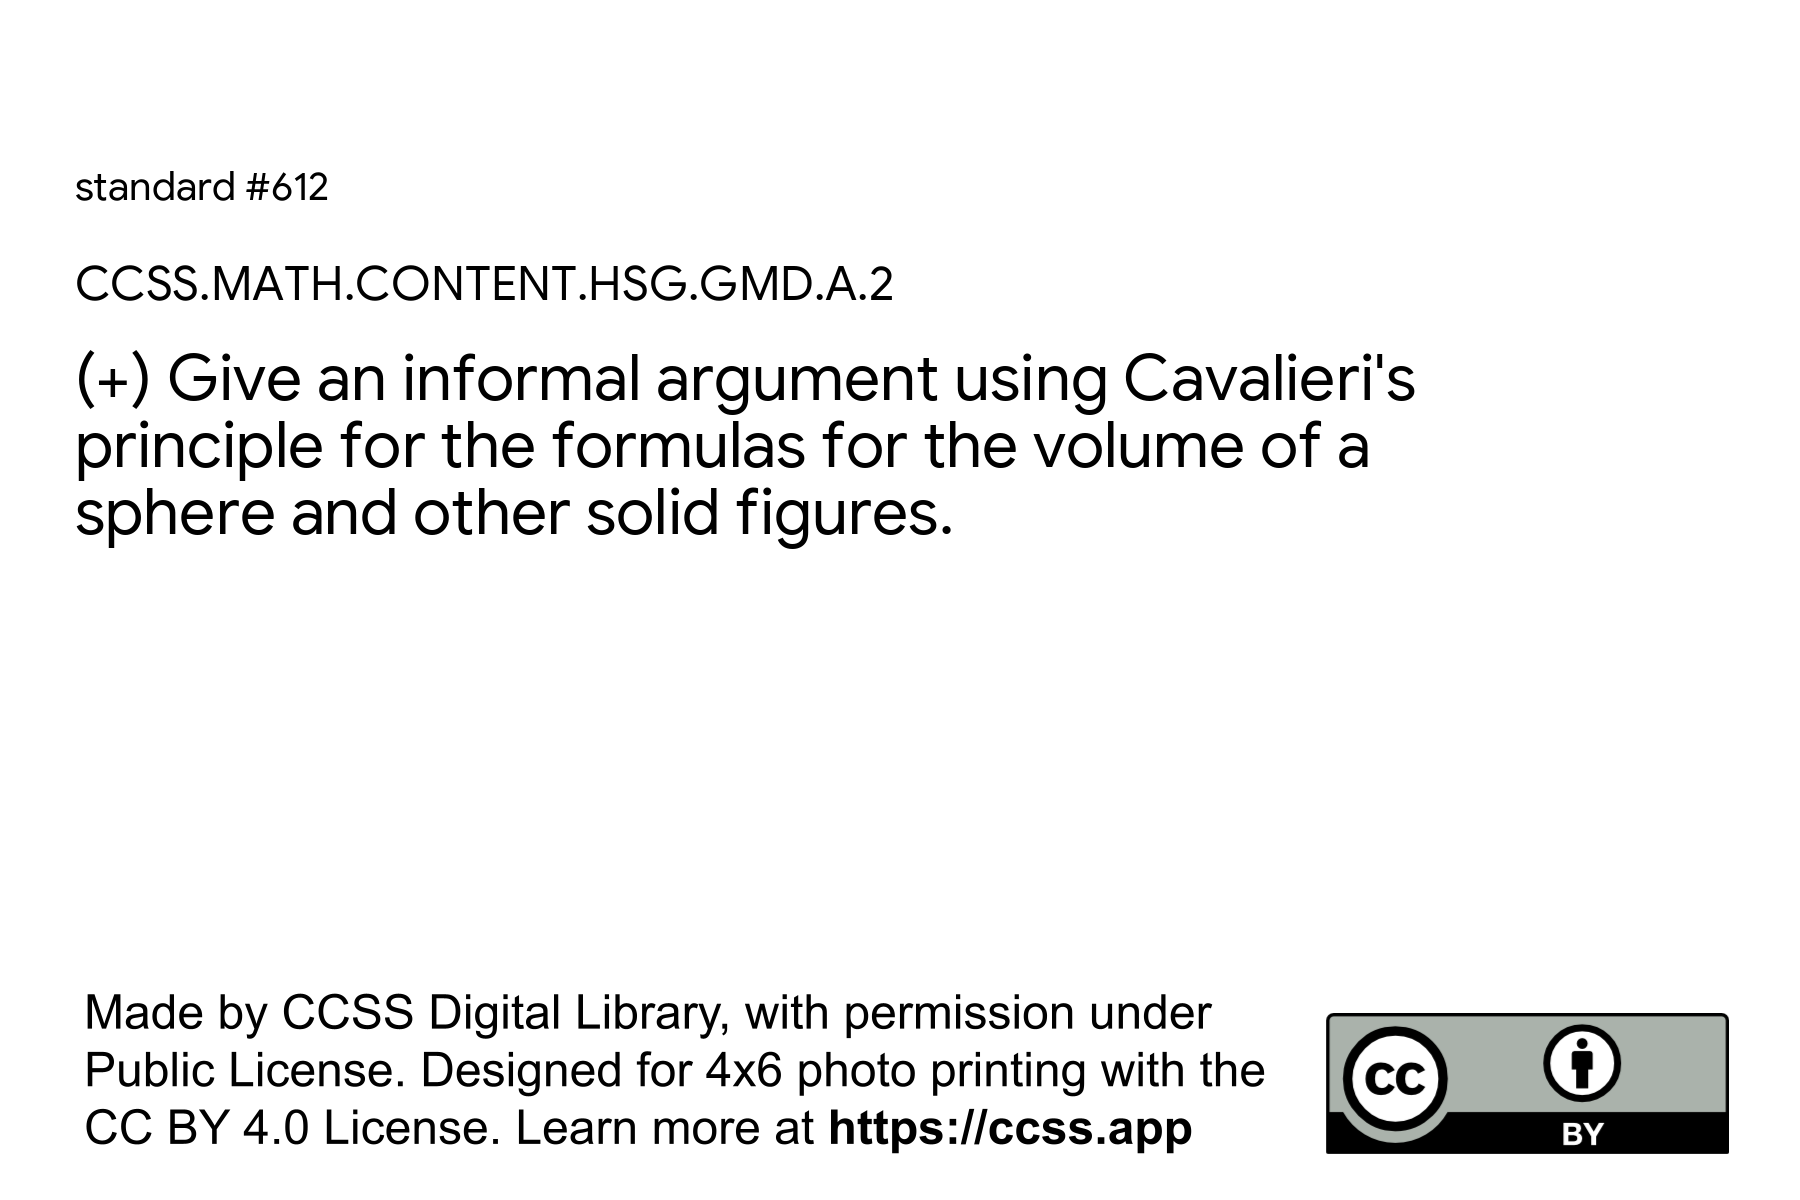 standard #612
CCSS.MATH.CONTENT.HSG.GMD.A.2
(+) Give an informal argument using Cavalieri's
principle for the formulas for the volume of a
sphere and other solid figures.
Made by CCSS Digital Library, with permission under
Public License. Designed for 4x6 photo printing with the
CC BY 4.0 License. Learn more at https://ccss.app
CC
BY